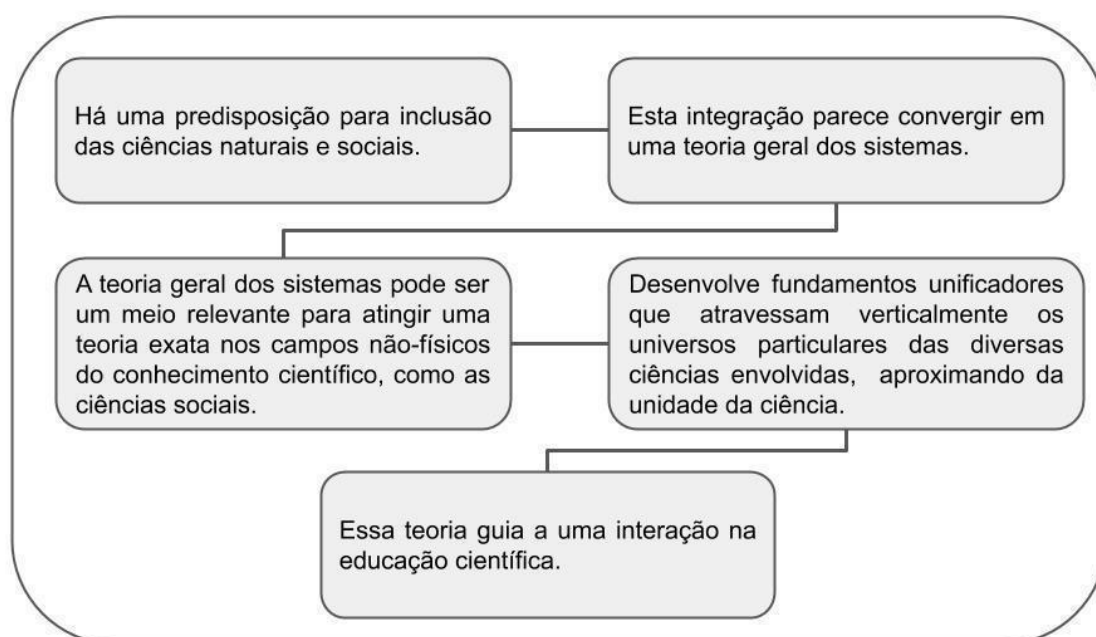 Há uma predisposição para inclusão
das ciências naturais e sociais.
Esta integração parece convergir em
uma teoria geral dos sistemas.
A teoria geral dos sistemas pode ser
um meio relevante para atingir uma
teoria exata nos campos não-físicos
do conhecimento científico, como as
ciências sociais.
Desenvolve fundamentos unificadores
que atravessam verticalmente os
universos particulares das diversas
ciências envolvidas, aproximando da
unidade da ciência.
Essa teoria guia a uma interação na
educação científica.